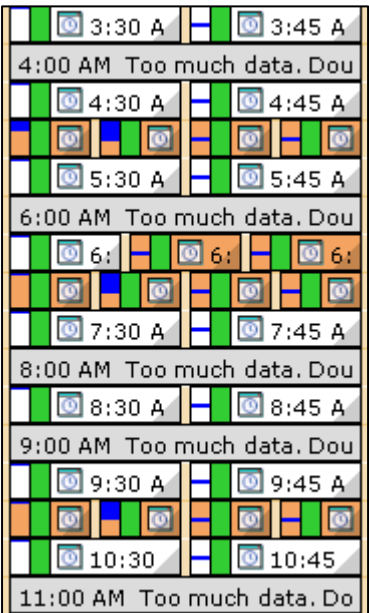 3:30 A 3:45 A
4:00 AM Too much data. Dou
4:30 A 4:45 A
5:30 A 5:45 A
6:00 AM Too much data. Dou
6: 6: 6:
7:30 A 7:45 A
8:00 AM Too much data. Dou
8:30 A 8:45 A
9:00 AM Too much data. Dou
9:30 A 9:45 A
10:30 10:45
11:00 AM Too much data. Do